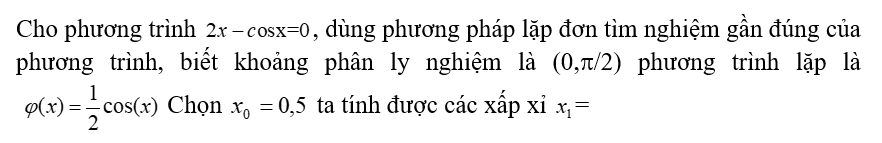 Cho phương trình 2x − cosx=0, dùng phương pháp lặp đơn tìm nghiệm gần đúng của
phương trình, biết khoảng phân ly nghiệm là (0,π/2) phương trình lặp là
φ(x) = 1/2 cos(x) Chọn x₀ = 0,5 ta tính được các xấp xỉ x₁=